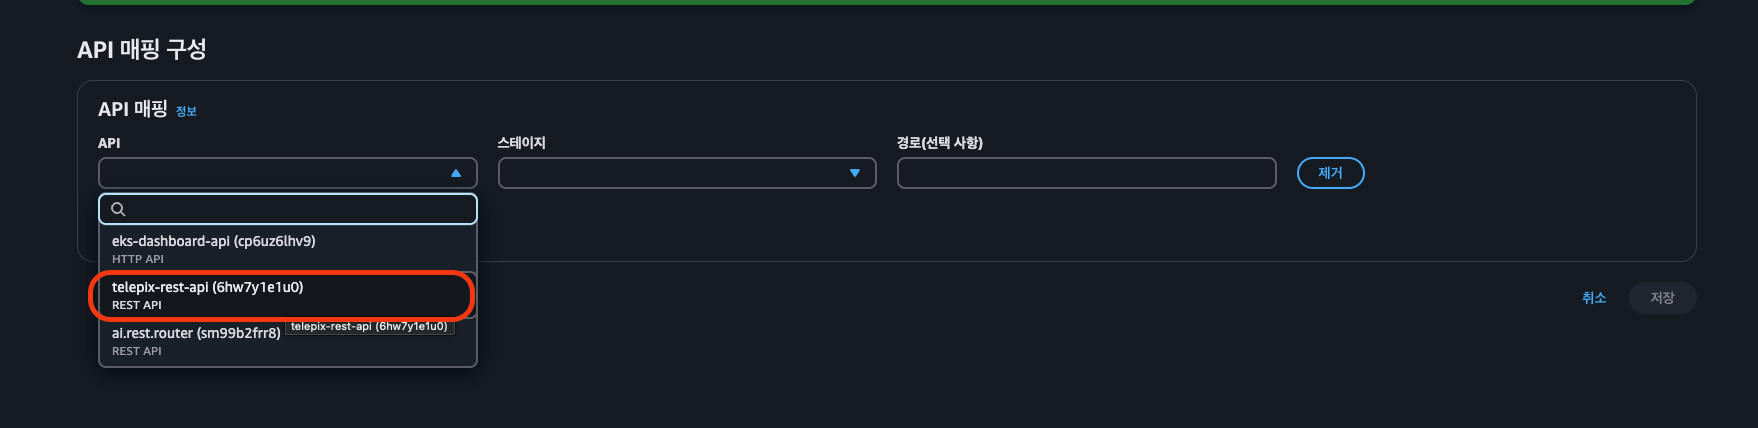 API 매핑 구성
API 매핑 정보
API
스테이지
경로(선택 사항)
제거
eks-dashboard-api (cp6uz6lhv9)
HTTP API
telepix-rest-api (6hw7y1e1u0)
REST API
telepix-rest-api (6hw7y1e1u0)
ai.rest.router (sm99b2frr8)
REST API
취소
저장